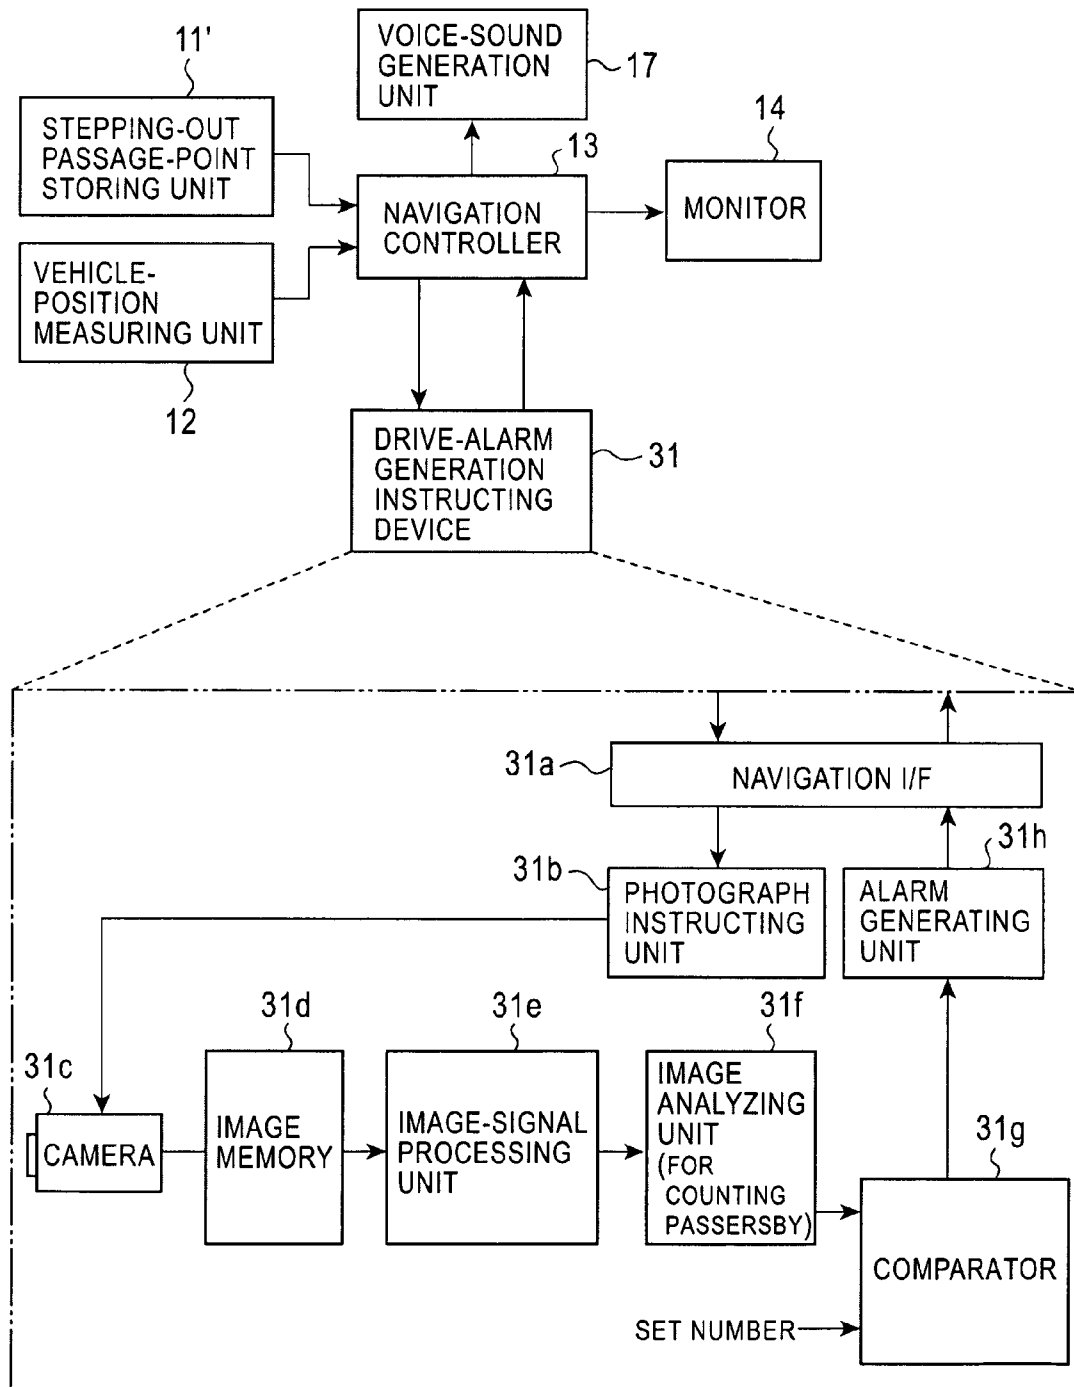 VOICE-SOUND
GENERATION
UNIT
17
11'
STEPPING-OUT
PASSAGE-POINT
STORING UNIT
13
NAVIGATION
CONTROLLER
14
MONITOR
VEHICLE-
POSITION
MEASURING UNIT
12
DRIVE-ALARM
GENERATION
INSTRUCTING
DEVICE
31
31a
NAVIGATION I/F
31b
PHOTOGRAPH
INSTRUCTING
UNIT
31h
ALARM
GENERATING
UNIT
31c
CAMERA
31d
IMAGE
MEMORY
31e
IMAGE-SIGNAL
PROCESSING
UNIT
31f
IMAGE
ANALYZING
UNIT
(FOR
COUNTING
PASSERSBY)
31g
COMPARATOR
SET NUMBER